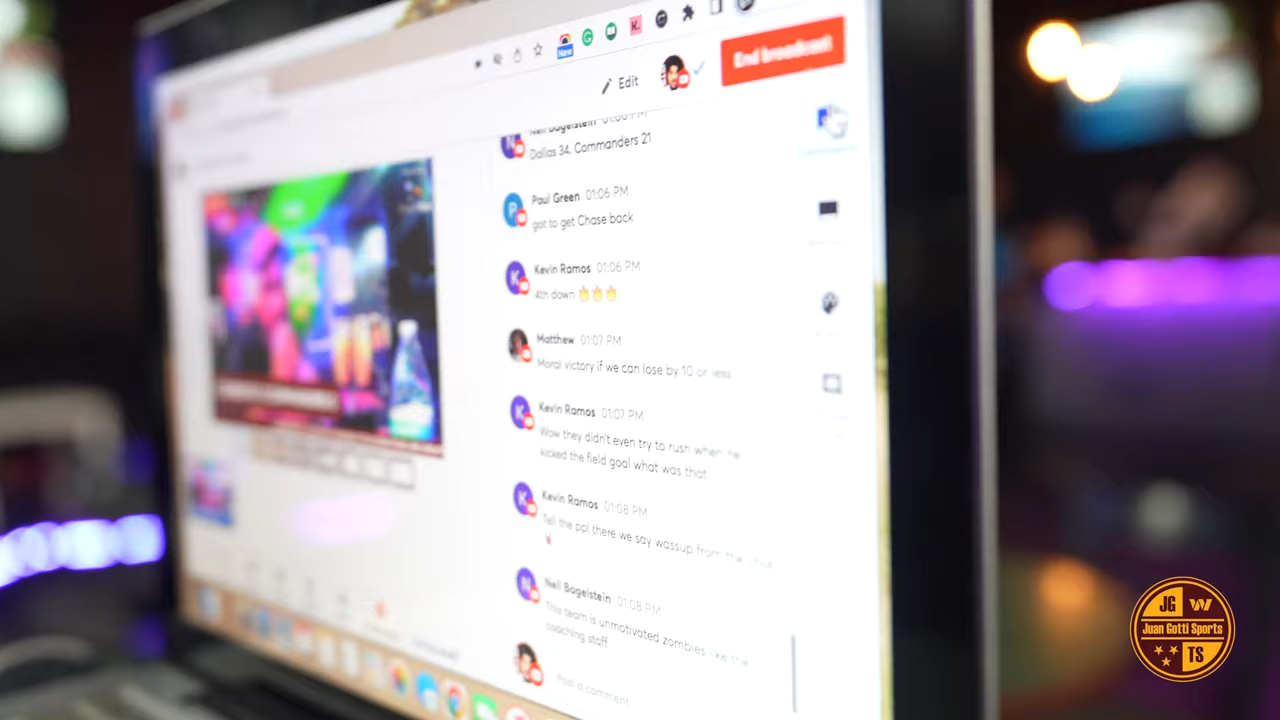 New
K.
Edit
End broadcast
Neil Bagelstein 01:06 PM
Dallas 34, Commanders 21
Paul Green 01:06 PM
got to get Chase back
Kevin Ramos 01:06 PM
4th down 🔥🔥🔥
Matthew 01:07 PM
Moral victory if we can lose by 10 or less
Kevin Ramos 01:07 PM
Wow they didn't even try to rush when he
kicked the field goal what was that
Kevin Ramos 01:08 PM
Tell the ppl there we say wassup from the chat
Neil Bagelstein 01:08 PM
This team is unmotivated zombies like the
coaching staff
Post a comment
JG W
Juan Gotti Sports
TS